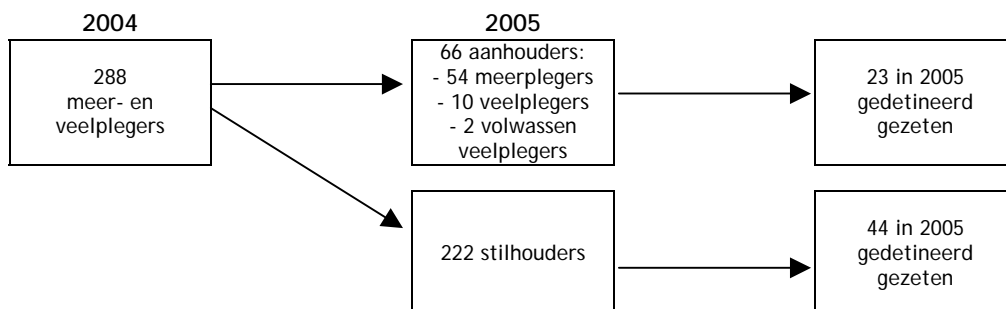 2004
288
meer- en
veelplegers
2005
66 aanhouders:
- 54 meerplegers
- 10 veelplegers
- 2 volwassen
veelplegers
23 in 2005
gedetineerd
gezeten
222 stilhouders
44 in 2005
gedetineerd
gezeten